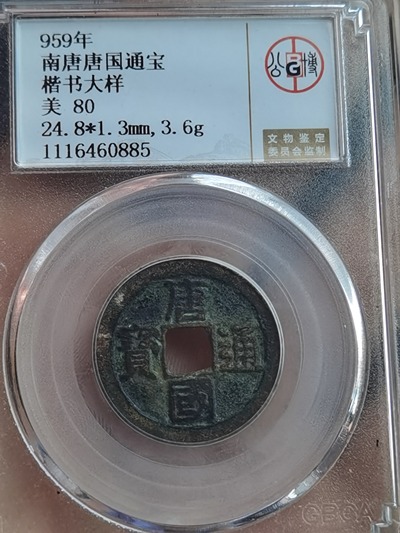 959年
南唐唐国通宝
楷书大样
美 80
24.8*1.3mm,3.6g
1116460885
公 G 博
文物鉴定
委员会监制
唐
寶 通
國
GBCA